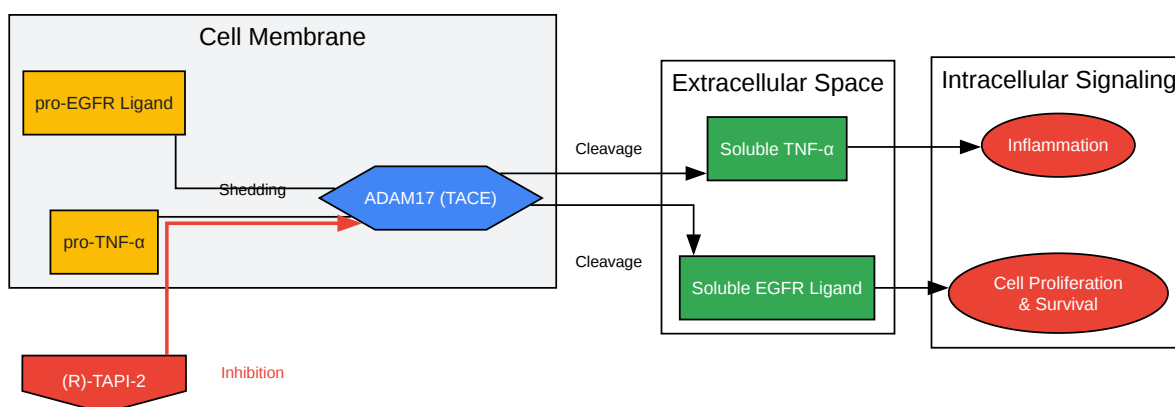 Cell Membrane
pro-EGFR Ligand
Shedding
ADAM17 (TACE)
pro-TNF-α
(R)-TAPI-2
Inhibition
Cleavage
Cleavage
Extracellular Space
Soluble TNF-α
Soluble EGFR Ligand
Intracellular Signaling
Inflammation
Cell Proliferation
& Survival